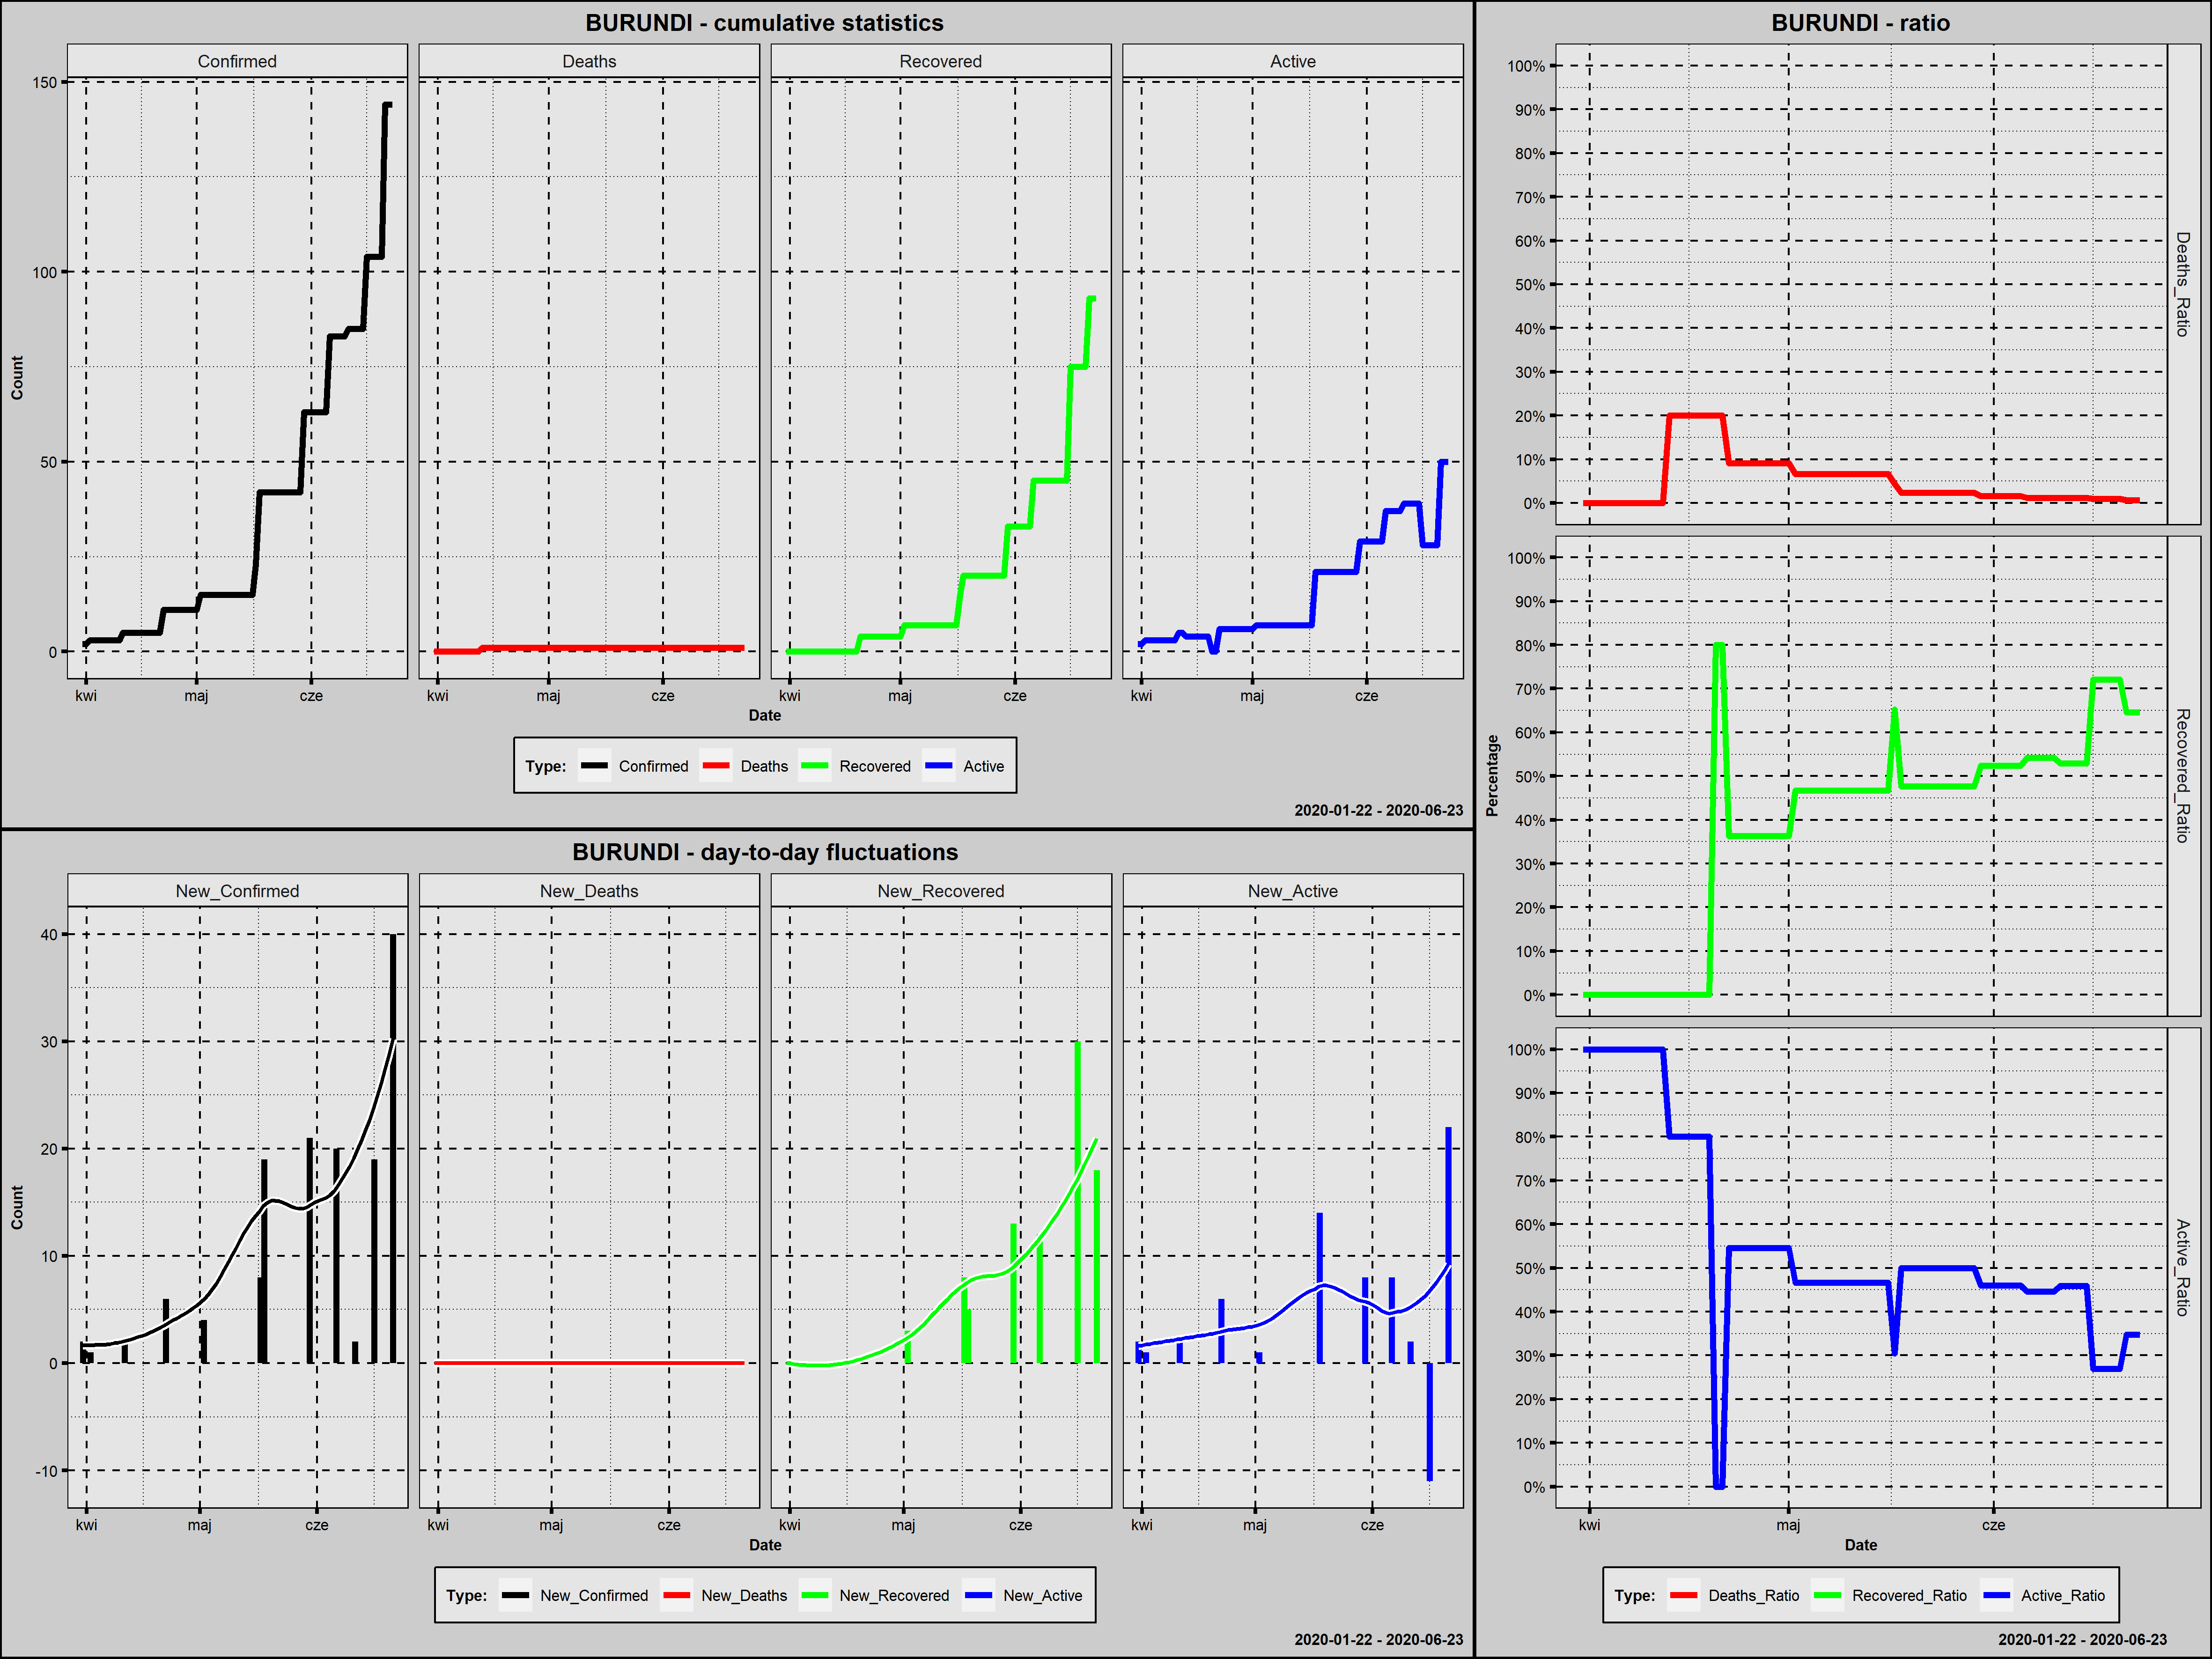 BURUNDI - cumulative statistics
Confirmed Deaths Recovered Active
150
100
50
0
Count
kwi maj cze kwi maj cze kwi maj cze kwi maj cze
Date
Type: Confirmed Deaths Recovered Active
2020-01-22 - 2020-06-23
BURUNDI - day-to-day fluctuations
New_Confirmed New_Deaths New_Recovered New_Active
40
30
20
10
0
-10
Count
kwi maj cze kwi maj cze kwi maj cze kwi maj cze
Date
Type: New_Confirmed New_Deaths New_Recovered New_Active
2020-01-22 - 2020-06-23
BURUNDI - ratio
100%
90%
80%
70%
60%
50%
40%
30%
20%
10%
0%
Deaths_Ratio
100%
90%
80%
70%
60%
50%
40%
30%
20%
10%
0%
Recovered_Ratio
Percentage
100%
90%
80%
70%
60%
50%
40%
30%
20%
10%
0%
Active_Ratio
kwi maj cze
Date
Type: Deaths_Ratio Recovered_Ratio Active_Ratio
2020-01-22 - 2020-06-23